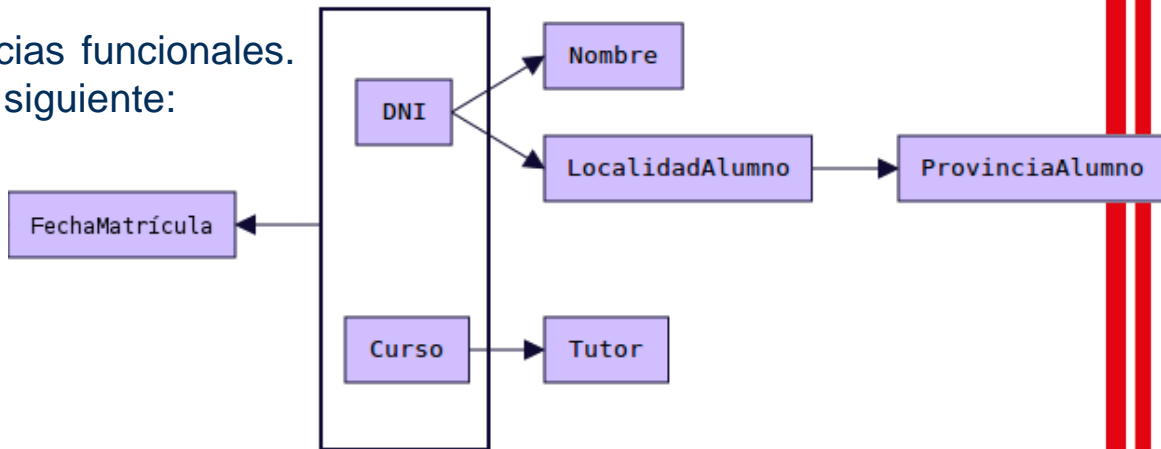 cias funcionales.
siguiente:
Nombre
DNI
LocalidadAlumno
ProvinciaAlumno
FechaMatrícula
Curso
Tutor